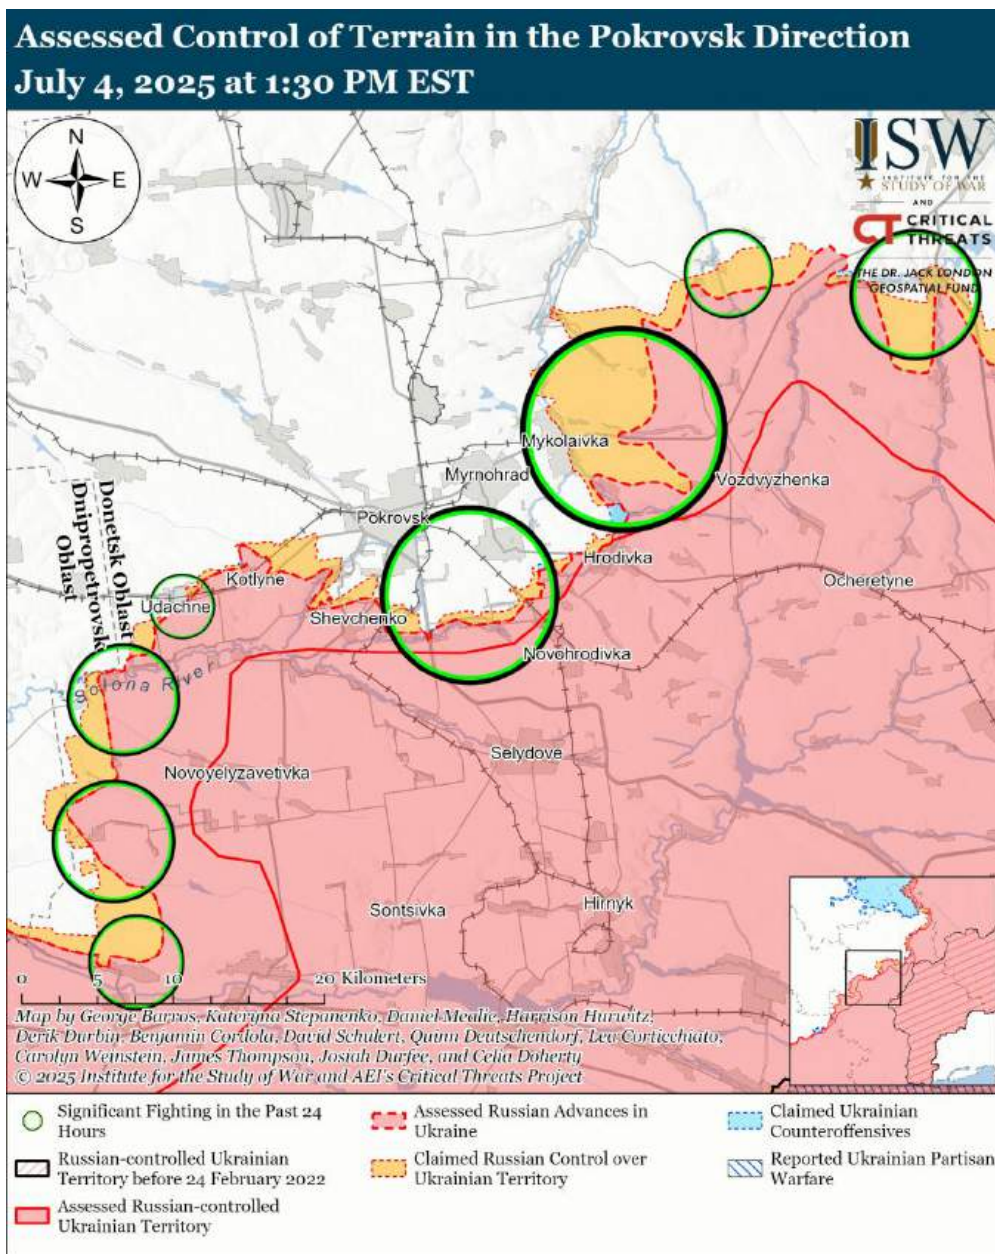 Assessed Control of Terrain in the Pokrovsk Direction
July 4, 2025 at 1:30 PM EST
N
W
E
S
ISW
INSTITUTE FOR THE
STUDY OF WAR
AND
CT
CRITICAL
THREATS
THE DR. JACK LONDON
GEOSPATIAL FUND
Mykolaivka
Myrnohrad
Vozdvyzhenka
Pokrovsk
Donetsk Oblast
Dnipropetrovsk
Oblast
Hrodivka
Kotlyne
Ocheretyne
Udachne
Shevchenko
Novohrodivka
Solona River
Selydove
Novoyelyzavetivka
Sontsivka
Hirnyk
0 5 10 20 Kilometers
Map by George Barros, Kateryna Stepanenko, Daniel Mealie, Harrison Hurwitz,
Derik Durbin, Benjamin Cordola, David Schulert, Quinn Deutschendorf, Lea Corticchiato,
Carolyn Weinstein, James Thompson, Josiah Durfee, and Celia Doherty
© 2025 Institute for the Study of War and AEI's Critical Threats Project
Significant Fighting in the Past 24
Hours
Russian-controlled Ukrainian
Territory before 24 February 2022
Assessed Russian-controlled
Ukrainian Territory
Assessed Russian Advances in
Ukraine
Claimed Russian Control over
Ukrainian Territory
Claimed Ukrainian
Counteroffensives
Reported Ukrainian Partisan
Warfare